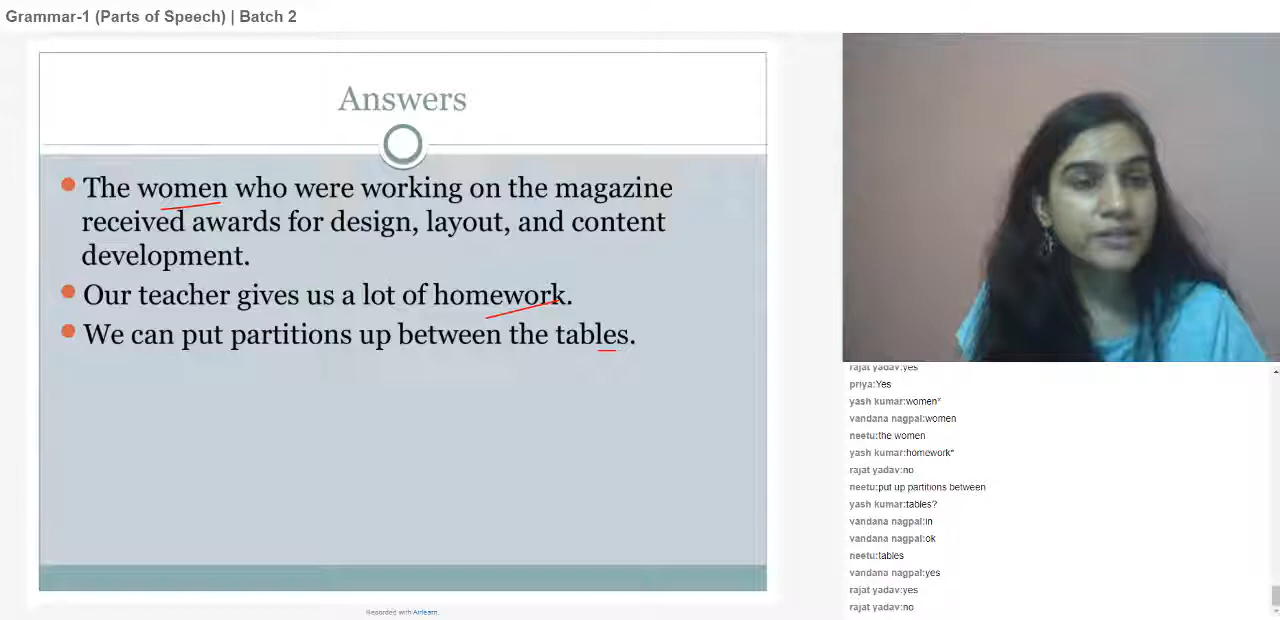 Grammar-1 (Parts of Speech) | Batch 2
Answers
The women who were working on the magazine
received awards for design, layout, and content
development.
Our teacher gives us a lot of homework.
We can put partitions up between the tables.
rajat yadav:yes
priya:Yes
yash kumar:women*
vandana nagpal:women
neetu:the women
yash kumar:homework*
rajat yadav:no
neetu:put up partitions between
yash kumar:tables?
vandana nagpal:in
vandana nagpal:ok
neetu:tables
vandana nagpal:yes
rajat yadav:yes
rajat yadav:no
Recorded with Airlearn.